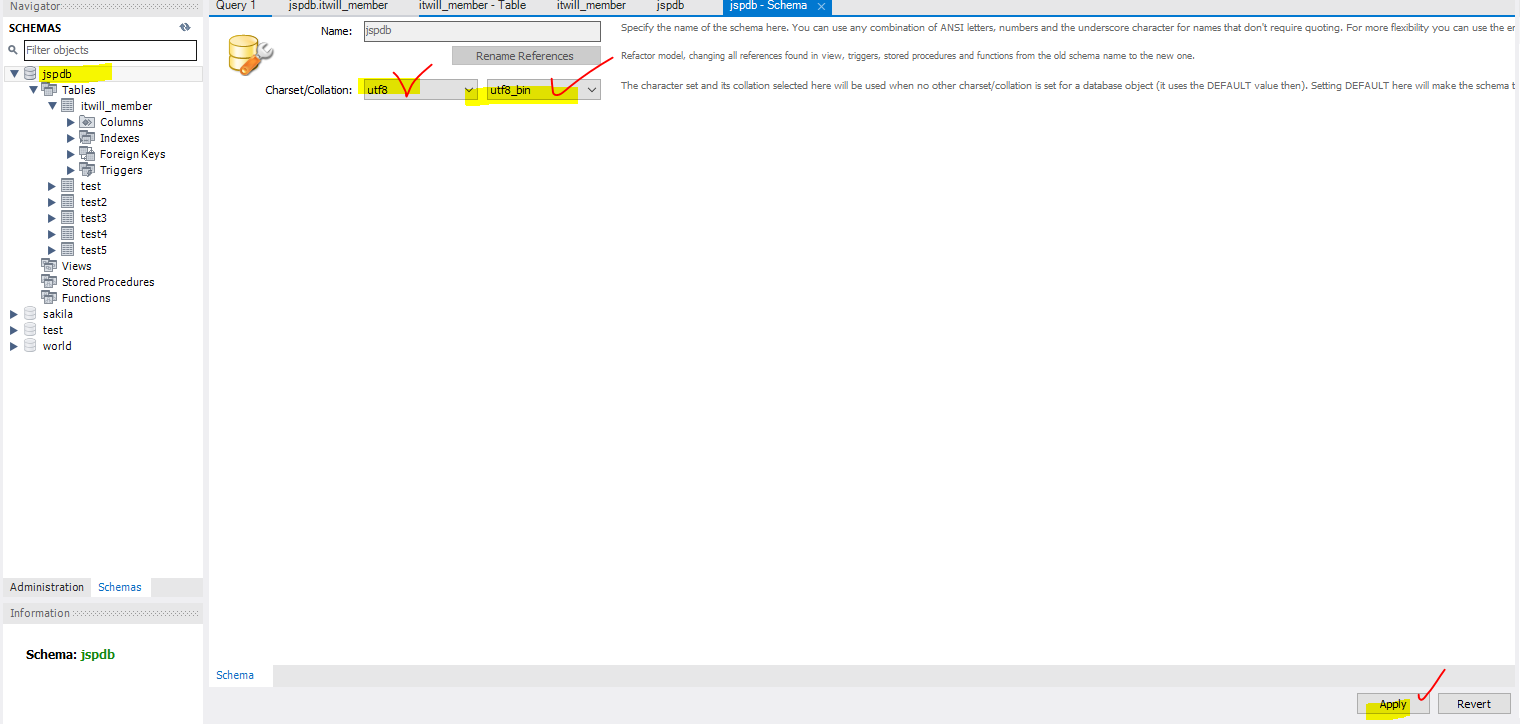 Navigator
Query 1
jspdb.itwill_member
itwill_member - Table
itwill_member
jspdb
jspdb - Schema
SCHEMAS
Filter objects
jspdb
Tables
itwill_member
Columns
Indexes
Foreign Keys
Triggers
test
test2
test3
test4
test5
Views
Stored Procedures
Functions
sakila
test
world
Administration
Schemas
Information
Schema: jspdb
Name: jspdb
Specify the name of the schema here. You can use any combination of ANSI letters, numbers and the underscore character for names that don't require quoting. For more flexibility you can use the en
Rename References
Refactor model, changing all references found in view, triggers, stored procedures and functions from the old schema name to the new one.
Charset/Collation: utf8 utf8_bin
The character set and its collation selected here will be used when no other charset/collation is set for a database object (it uses the DEFAULT value then). Setting DEFAULT here will make the schema t
Schema
Apply
Revert